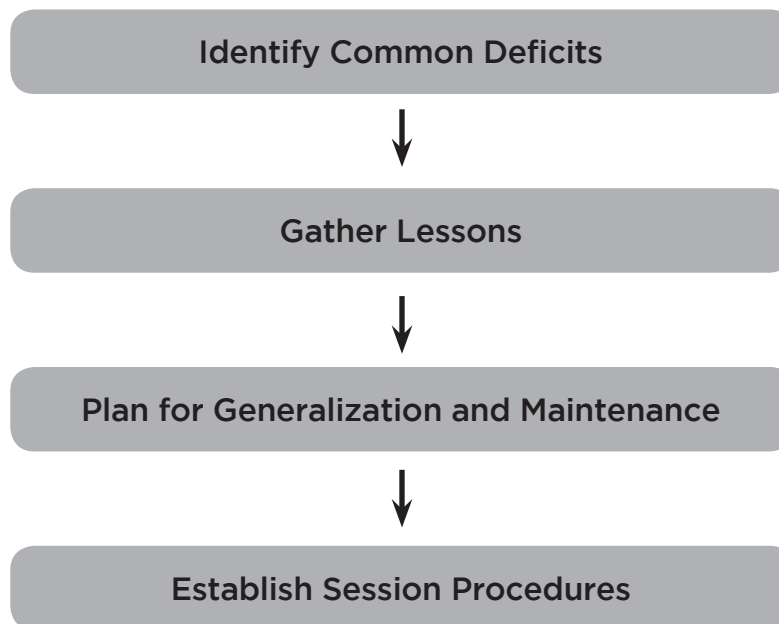 Identify Common Deficits
Gather Lessons
Plan for Generalization and Maintenance
Establish Session Procedures